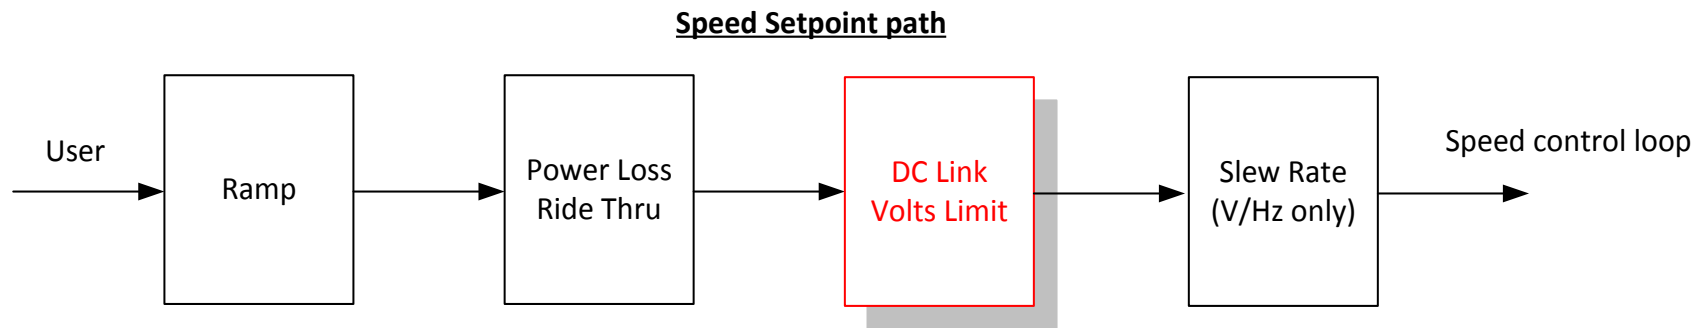 Speed Setpoint path
User
Ramp
Power Loss
Ride Thru
DC Link
Volts Limit
Slew Rate
(V/Hz only)
Speed control loop